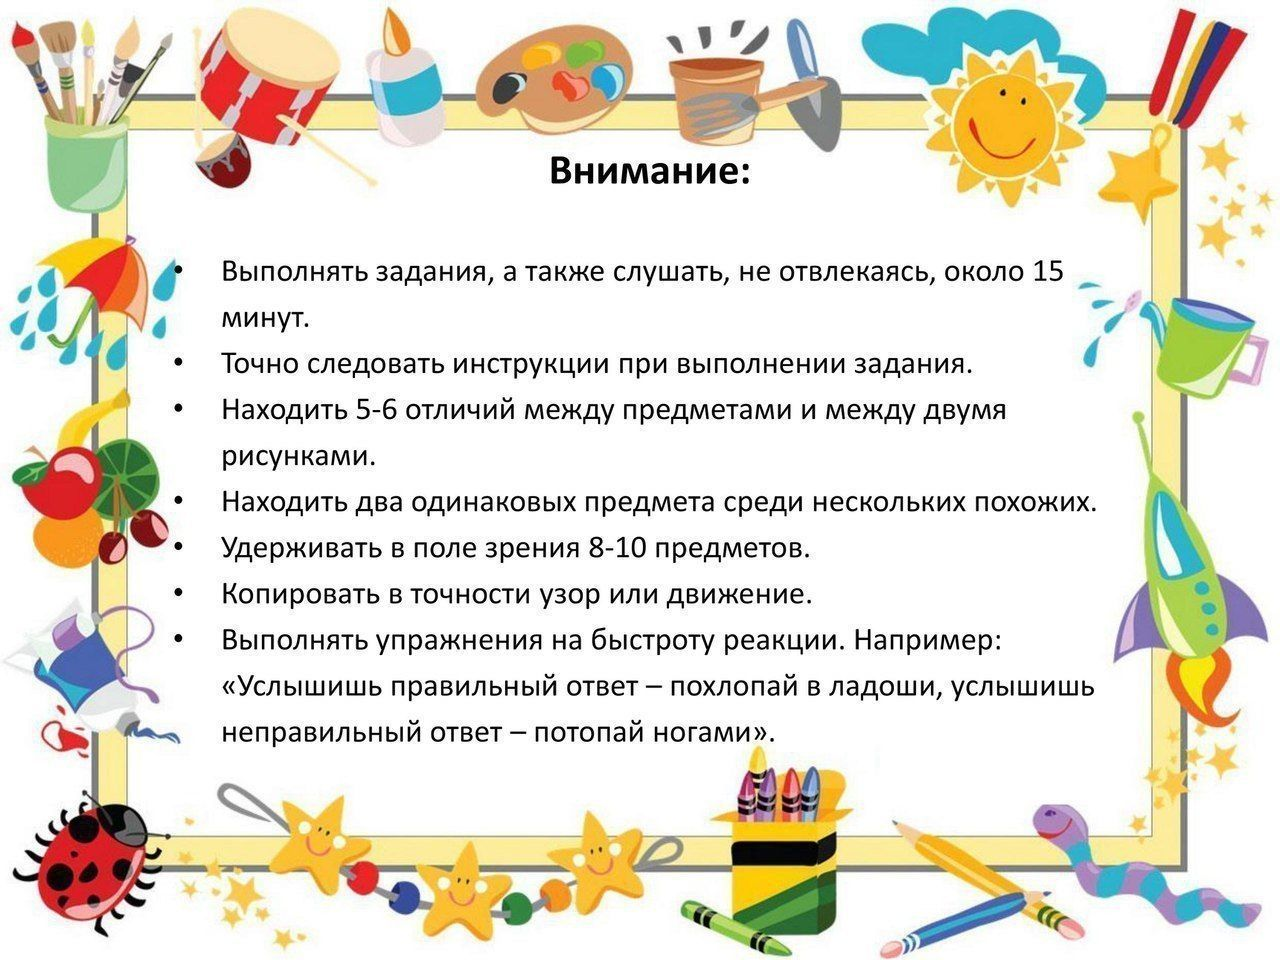 Внимание:
• Выполнять задания, а также слушать, не отвлекаясь, около 15
минут.
• Точно следовать инструкции при выполнении задания.
• Находить 5-6 отличий между предметами и между двумя
рисунками.
• Находить два одинаковых предмета среди нескольких похожих.
• Удерживать в поле зрения 8-10 предметов.
• Копировать в точности узор или движение.
• Выполнять упражнения на быстроту реакции. Например:
«Услышишь правильный ответ – похлопай в ладоши, услышишь
неправильный ответ – потопай ногами».